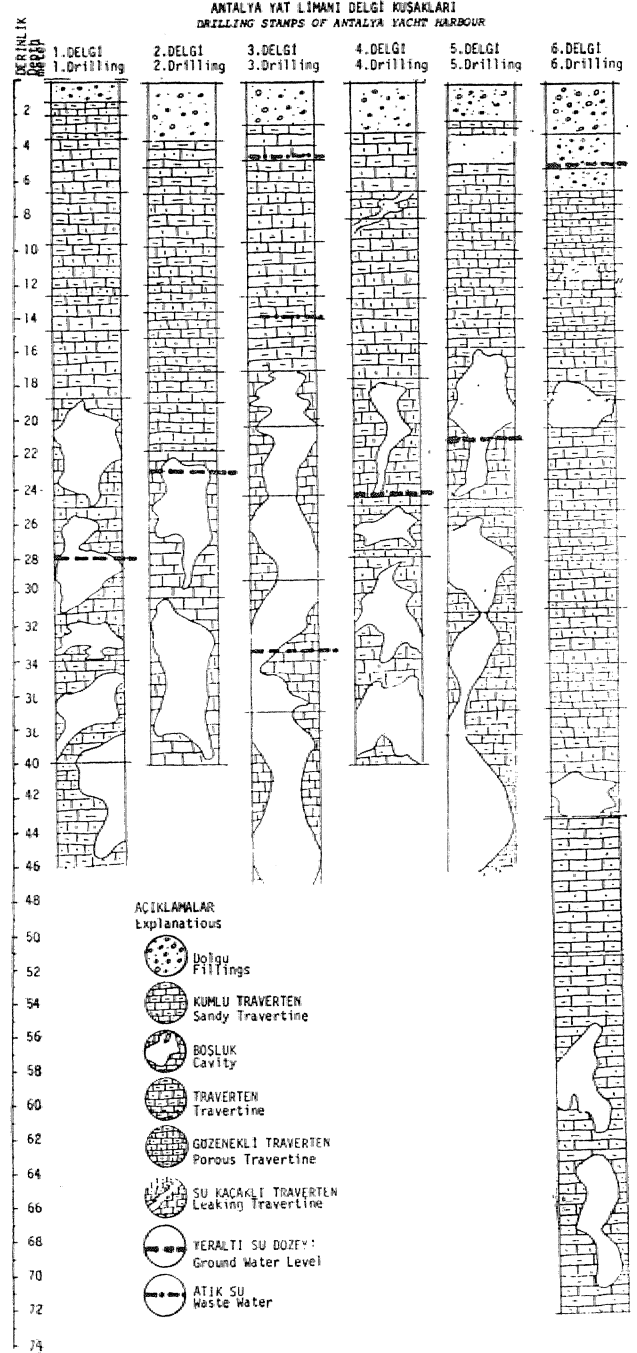 ANTALYA YAT LİMANI DELGİ KUŞAKLARI
DRILLING STAMPS OF ANTALYA YACHT HARBOUR
DERINLİK
Depth
meter
1.DELGİ
1.Drilling
2.DELGİ
2.Drilling
3.DELGİ
3.Drilling
4.DELGİ
4.Drilling
5.DELGİ
5.Drilling
6.DELGİ
6.Drilling
2
4
6
8
10
12
14
16
18
20
22
24
26
28
30
32
34
36
38
40
42
44
46
48
50
52
54
56
58
60
62
64
66
68
70
72
74
AÇIKLAMALAR
Explanatious
Dolgu
Fillings
KUMLU TRAVERTEN
Sandy Travertine
BOŞLUK
Cavity
TRAVERTEN
Travertine
GÖZENEKLİ TRAVERTEN
Porous Travertine
SU KAÇAKLI TRAVERTEN
Leaking Travertine
YERALTI SU
Ground Water Level
ATIK SU
Waste Water